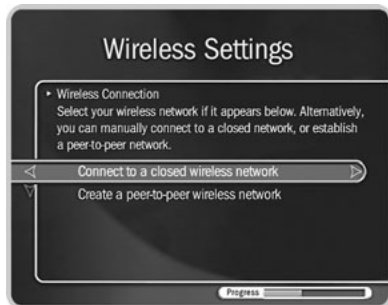 Wireless Settings
Wireless Connection
Select your wireless network if it appears below. Alternatively,
you can manually connect to a closed network, or establish
a peer-to-peer network.
Connect to a closed wireless network
Create a peer-to-peer wireless network
Progress